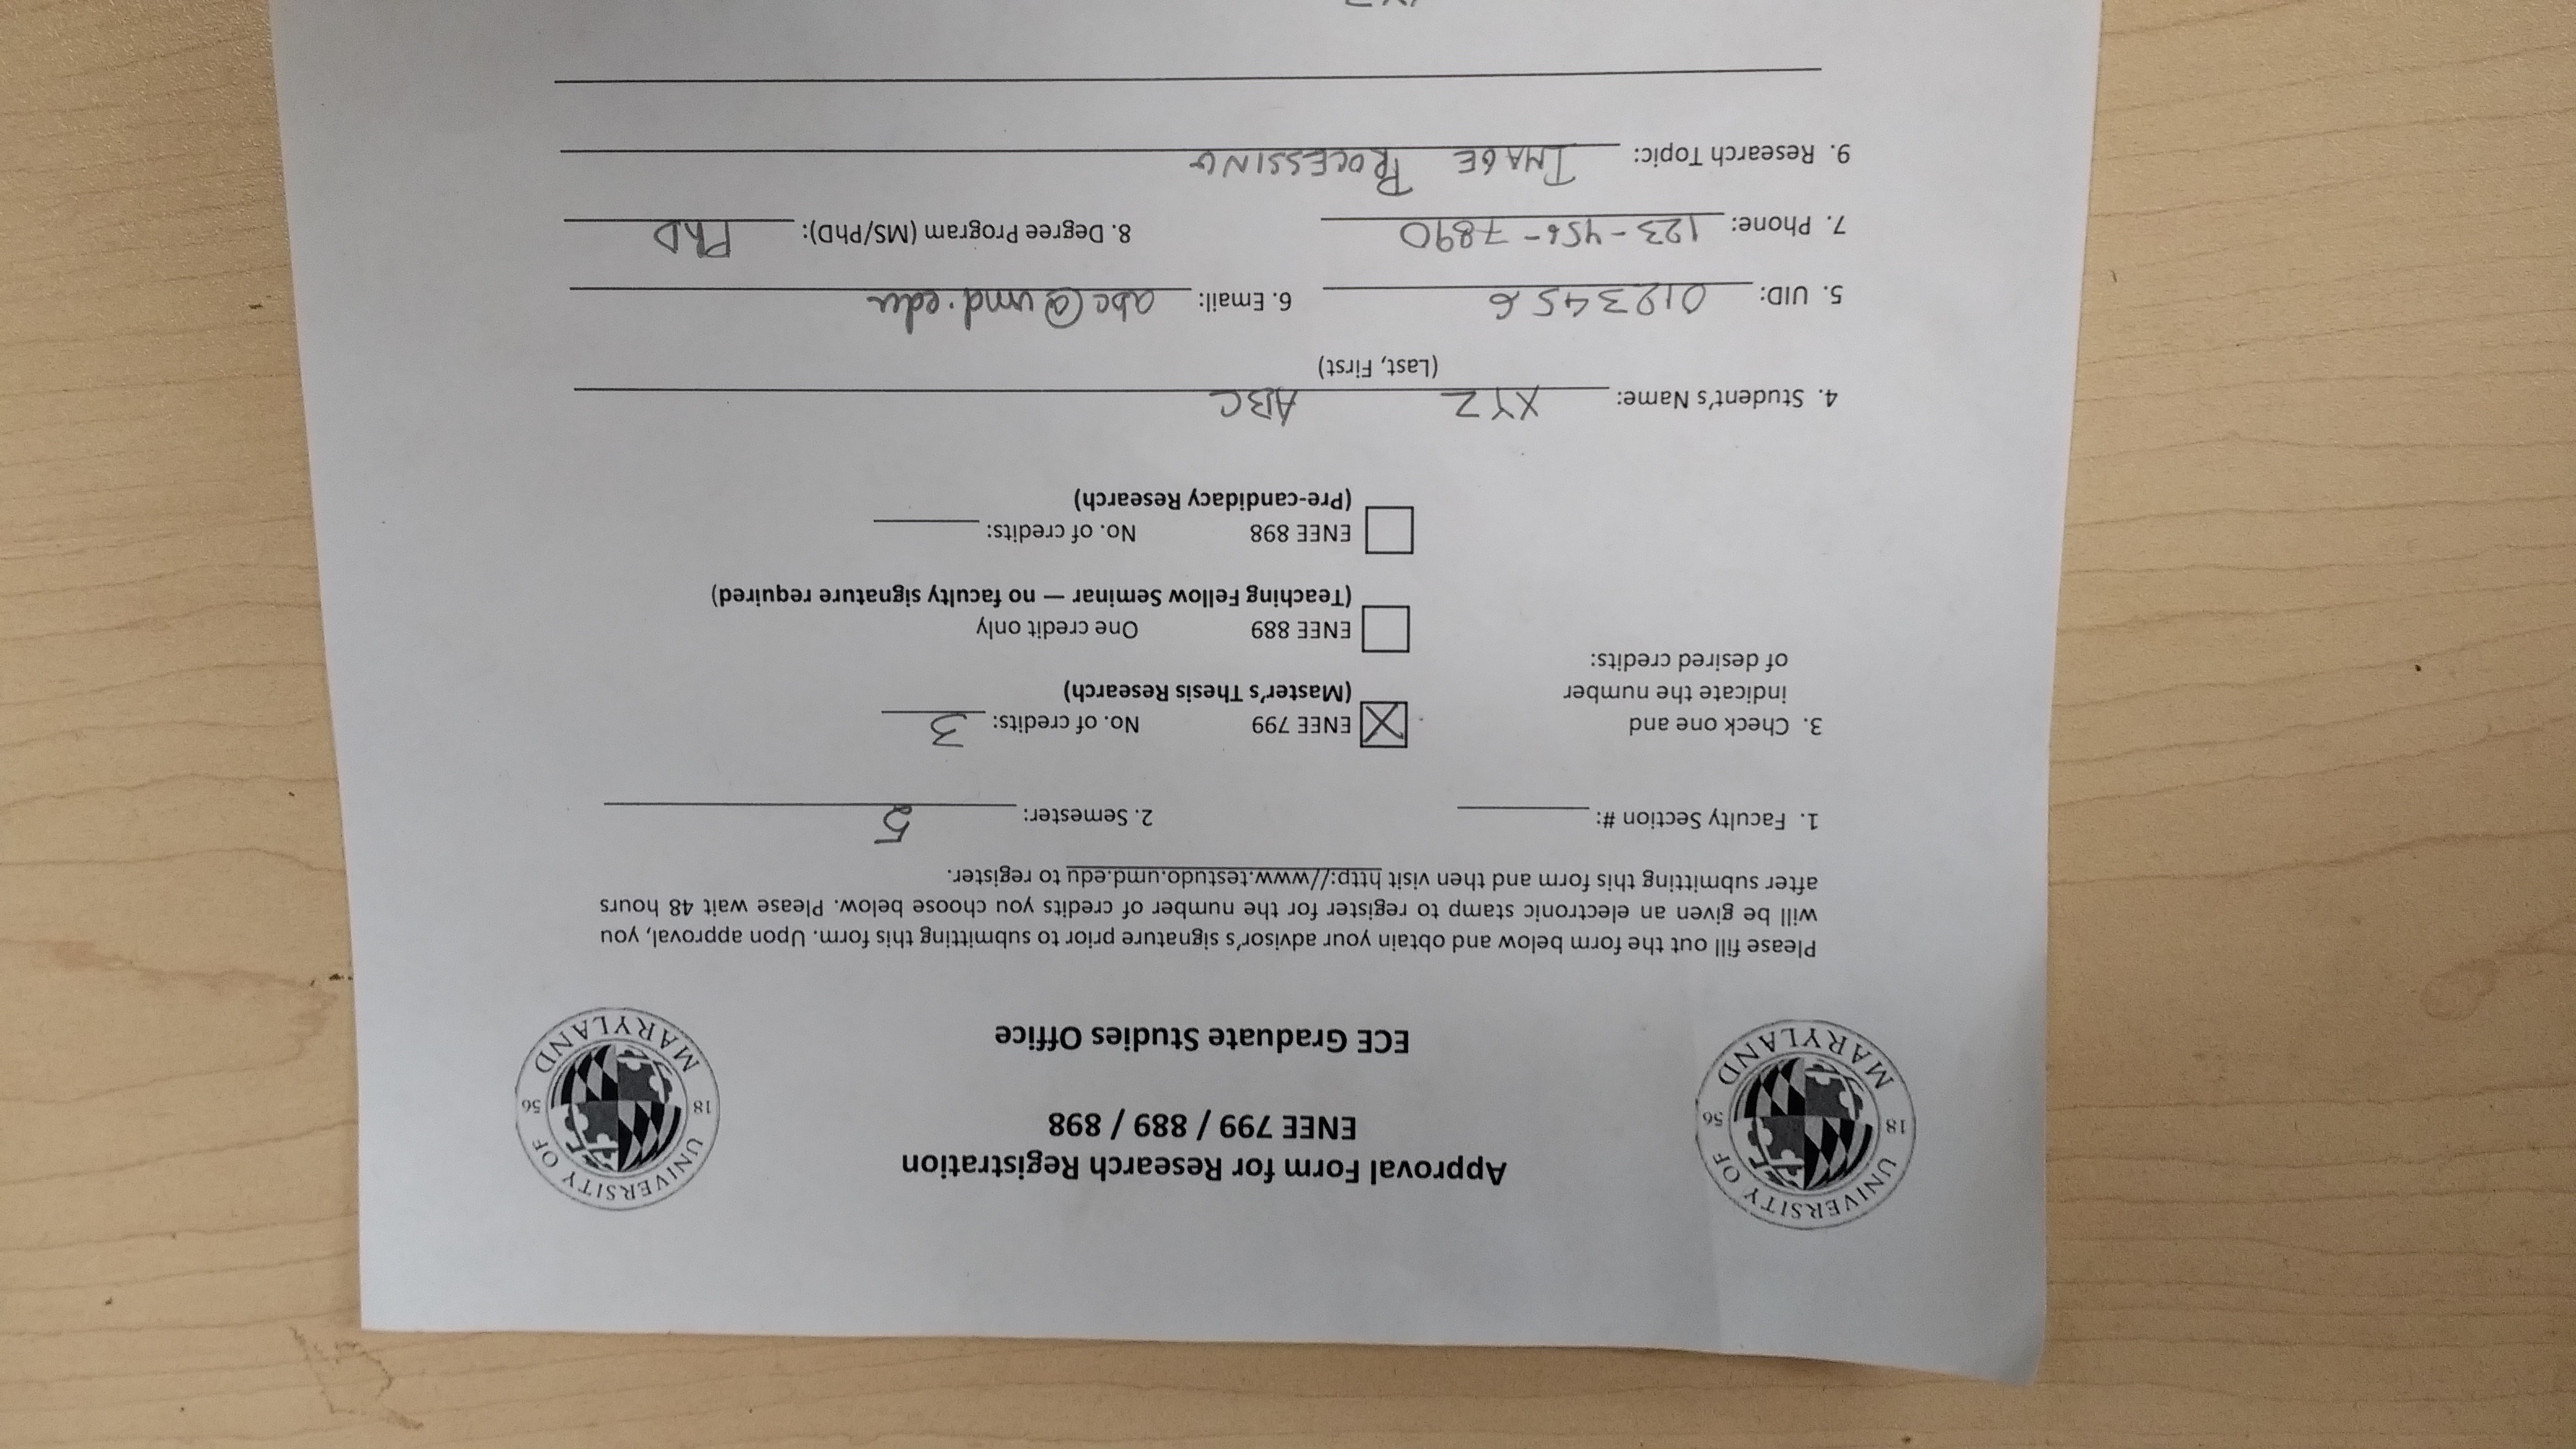 UNIVERSITY OF MARYLAND 18 56
Approval Form for Research Registration
ENEE 799 / 889 / 898
ECE Graduate Studies Office
UNIVERSITY OF MARYLAND 18 56
Please fill out the form below and obtain your advisor's signature prior to submitting this form. Upon approval, you
will be given an electronic stamp to register for the number of credits you choose below. Please wait 48 hours
after submitting this form and then visit http://www.testudo.umd.edu to register.
1. Faculty Section #: 2. Semester: 5
3. Check one and
indicate the number
of desired credits:
ENEE 799 No. of credits: 3
(Master's Thesis Research)
ENEE 889 One credit only
(Teaching Fellow Seminar — no faculty signature required)
ENEE 898 No. of credits:
(Pre-candidacy Research)
4. Student's Name: XYZ ABC
(Last, First)
5. UID: 0123456 6. Email: abc@umd.edu
7. Phone: 123-456-7890 8. Degree Program (MS/PhD): PhD
9. Research Topic: IMAGE PROCESSING